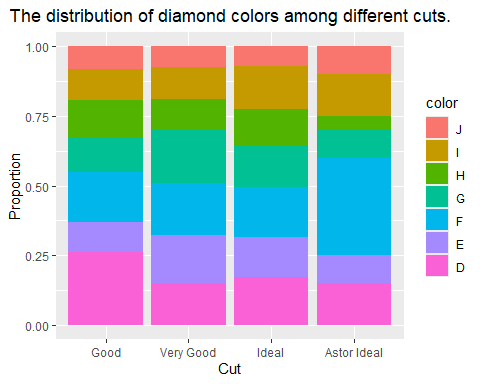 The distribution of diamond colors among different cuts.
1.00
0.75
0.50
0.25
0.00
Proportion
Good
Very Good
Ideal
Astor Ideal
Cut
color
J
I
H
G
F
E
D